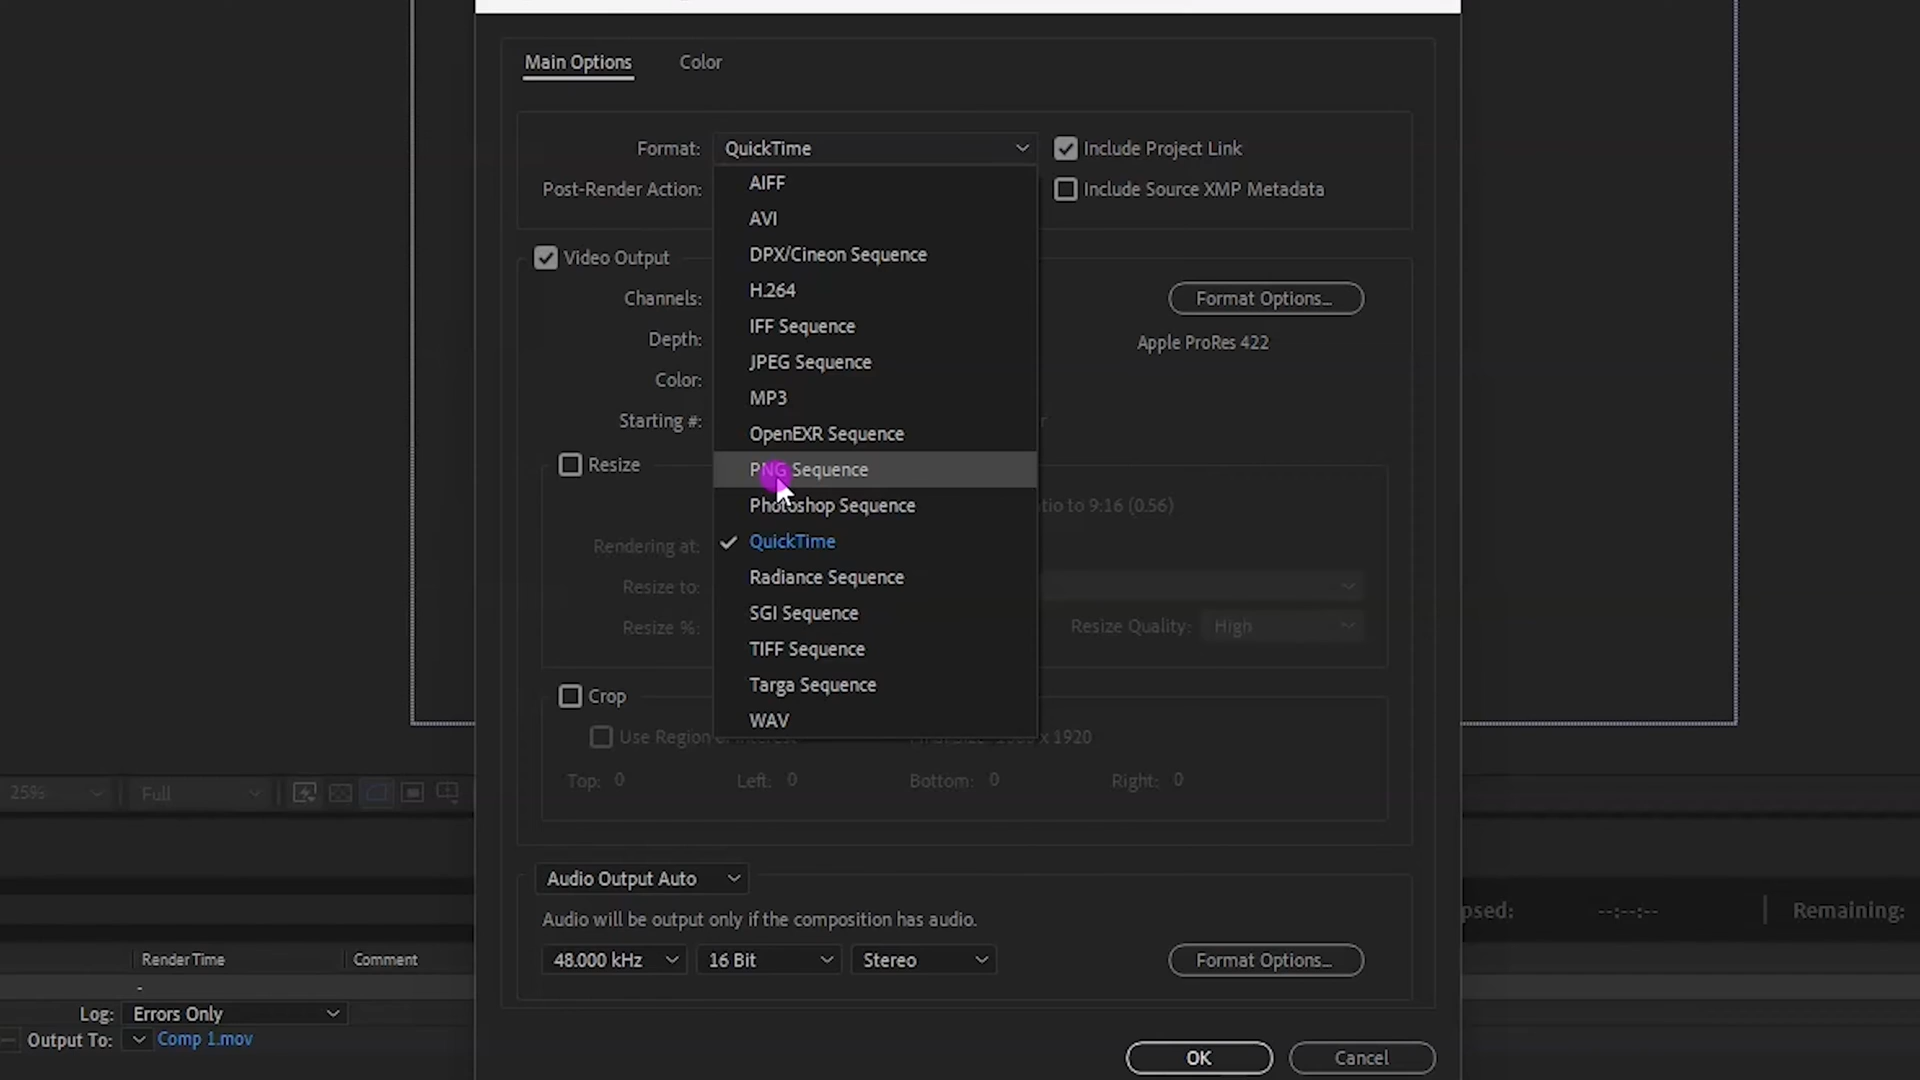 Main Options
Color
Format:
QuickTime
Include Project Link
Post-Render Action:
Include Source XMP Metadata
AIFF
AVI
DPX/Cineon Sequence
H.264
IFF Sequence
JPEG Sequence
MP3
OpenEXR Sequence
PNG Sequence
Photoshop Sequence
QuickTime
Radiance Sequence
SGI Sequence
TIFF Sequence
Targa Sequence
WAV
Video Output
Channels:
Format Options...
Depth:
Apple ProRes 422
Color:
Starting #:
Resize
tio to 9:16 (0.56)
Rendering at:
Resize to:
Resize %:
Resize Quality:
High
Crop
Use Region
x 1920
Top: 0
Left: 0
Bottom: 0
Right: 0
25%
Full
Audio Output Auto
Audio will be output only if the composition has audio.
48.000 kHz
16 Bit
Stereo
Format Options...
psed:
--:--:--
Remaining:
Render Time
Comment
-
Log:
Errors Only
Output To:
Comp 1.mov
OK
Cancel